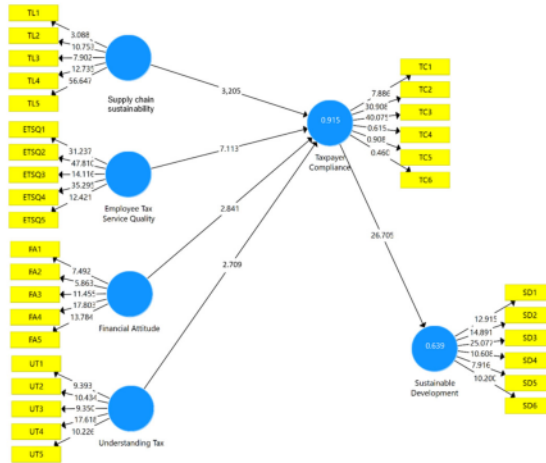 TL1
TL2
TL3
TL4
TL5
3.088
10.753
7.902
12.735
56.647
Supply chain
sustainability
3,205
ETSQ1
ETSQ2
ETSQ3
ETSQ4
ETSQ5
31.237
47.810
14.116
35.295
12.421
Employee Tax
Service Quality
7.113
FA1
FA2
FA3
FA4
FA5
7.492
5.863
11.455
17.803
13.784
Financial Attitude
2.841
UT1
UT2
UT3
UT4
UT5
9.393
10.434
9.350
17.618
10.226
Understanding Tax
2.709
0.915
Taxpayer
Compliance
7.886
30.908
40.075
0.615
0.908
0.460
TC1
TC2
TC3
TC4
TC5
TC6
26.705
0.639
Sustainable
Development
12.915
14.891
25.077
10.608
7.916
10.200
SD1
SD2
SD3
SD4
SD5
SD6